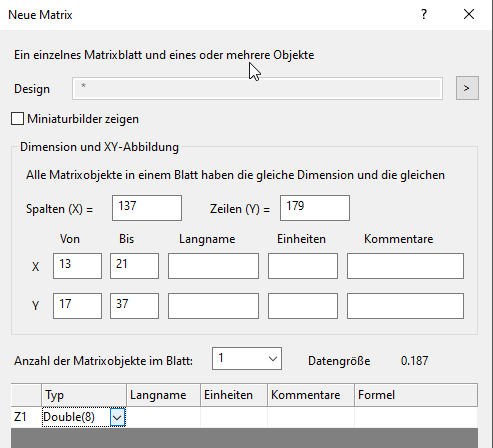 Neue Matrix ?
Ein einzelnes Matrixblatt und eines oder mehrere Objekte
Design * >
Miniaturbilder zeigen
Dimension und XY-Abbildung
Alle Matrixobjekte in einem Blatt haben die gleiche Dimension und die gleichen
Spalten (X) = 137 Zeilen (Y) = 179
Von Bis Langname Einheiten Kommentare
X 13 21
Y 17 37
Anzahl der Matrixobjekte im Blatt: 1 Datengröße 0.187
Typ Langname Einheiten Kommentare Formel
Z1 Double(8)